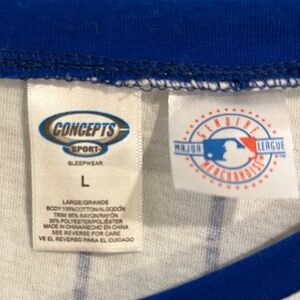 CONCEPTS
SPORT
SLEEPWEAR
L
LARGE/GRANDE
BODY 100%COTTON/ALGODÓN
TRIM 65% RAYON/RAYÓN
35% POLYESTER/POLIÉSTER
MADE IN CHINA
HECHO EN CHINA
SEE REVERSE FOR CARE
VE EL REVERSO PARA EL CUIDADO
GENUINE
MAJOR LEAGUE
MERCHANDISE